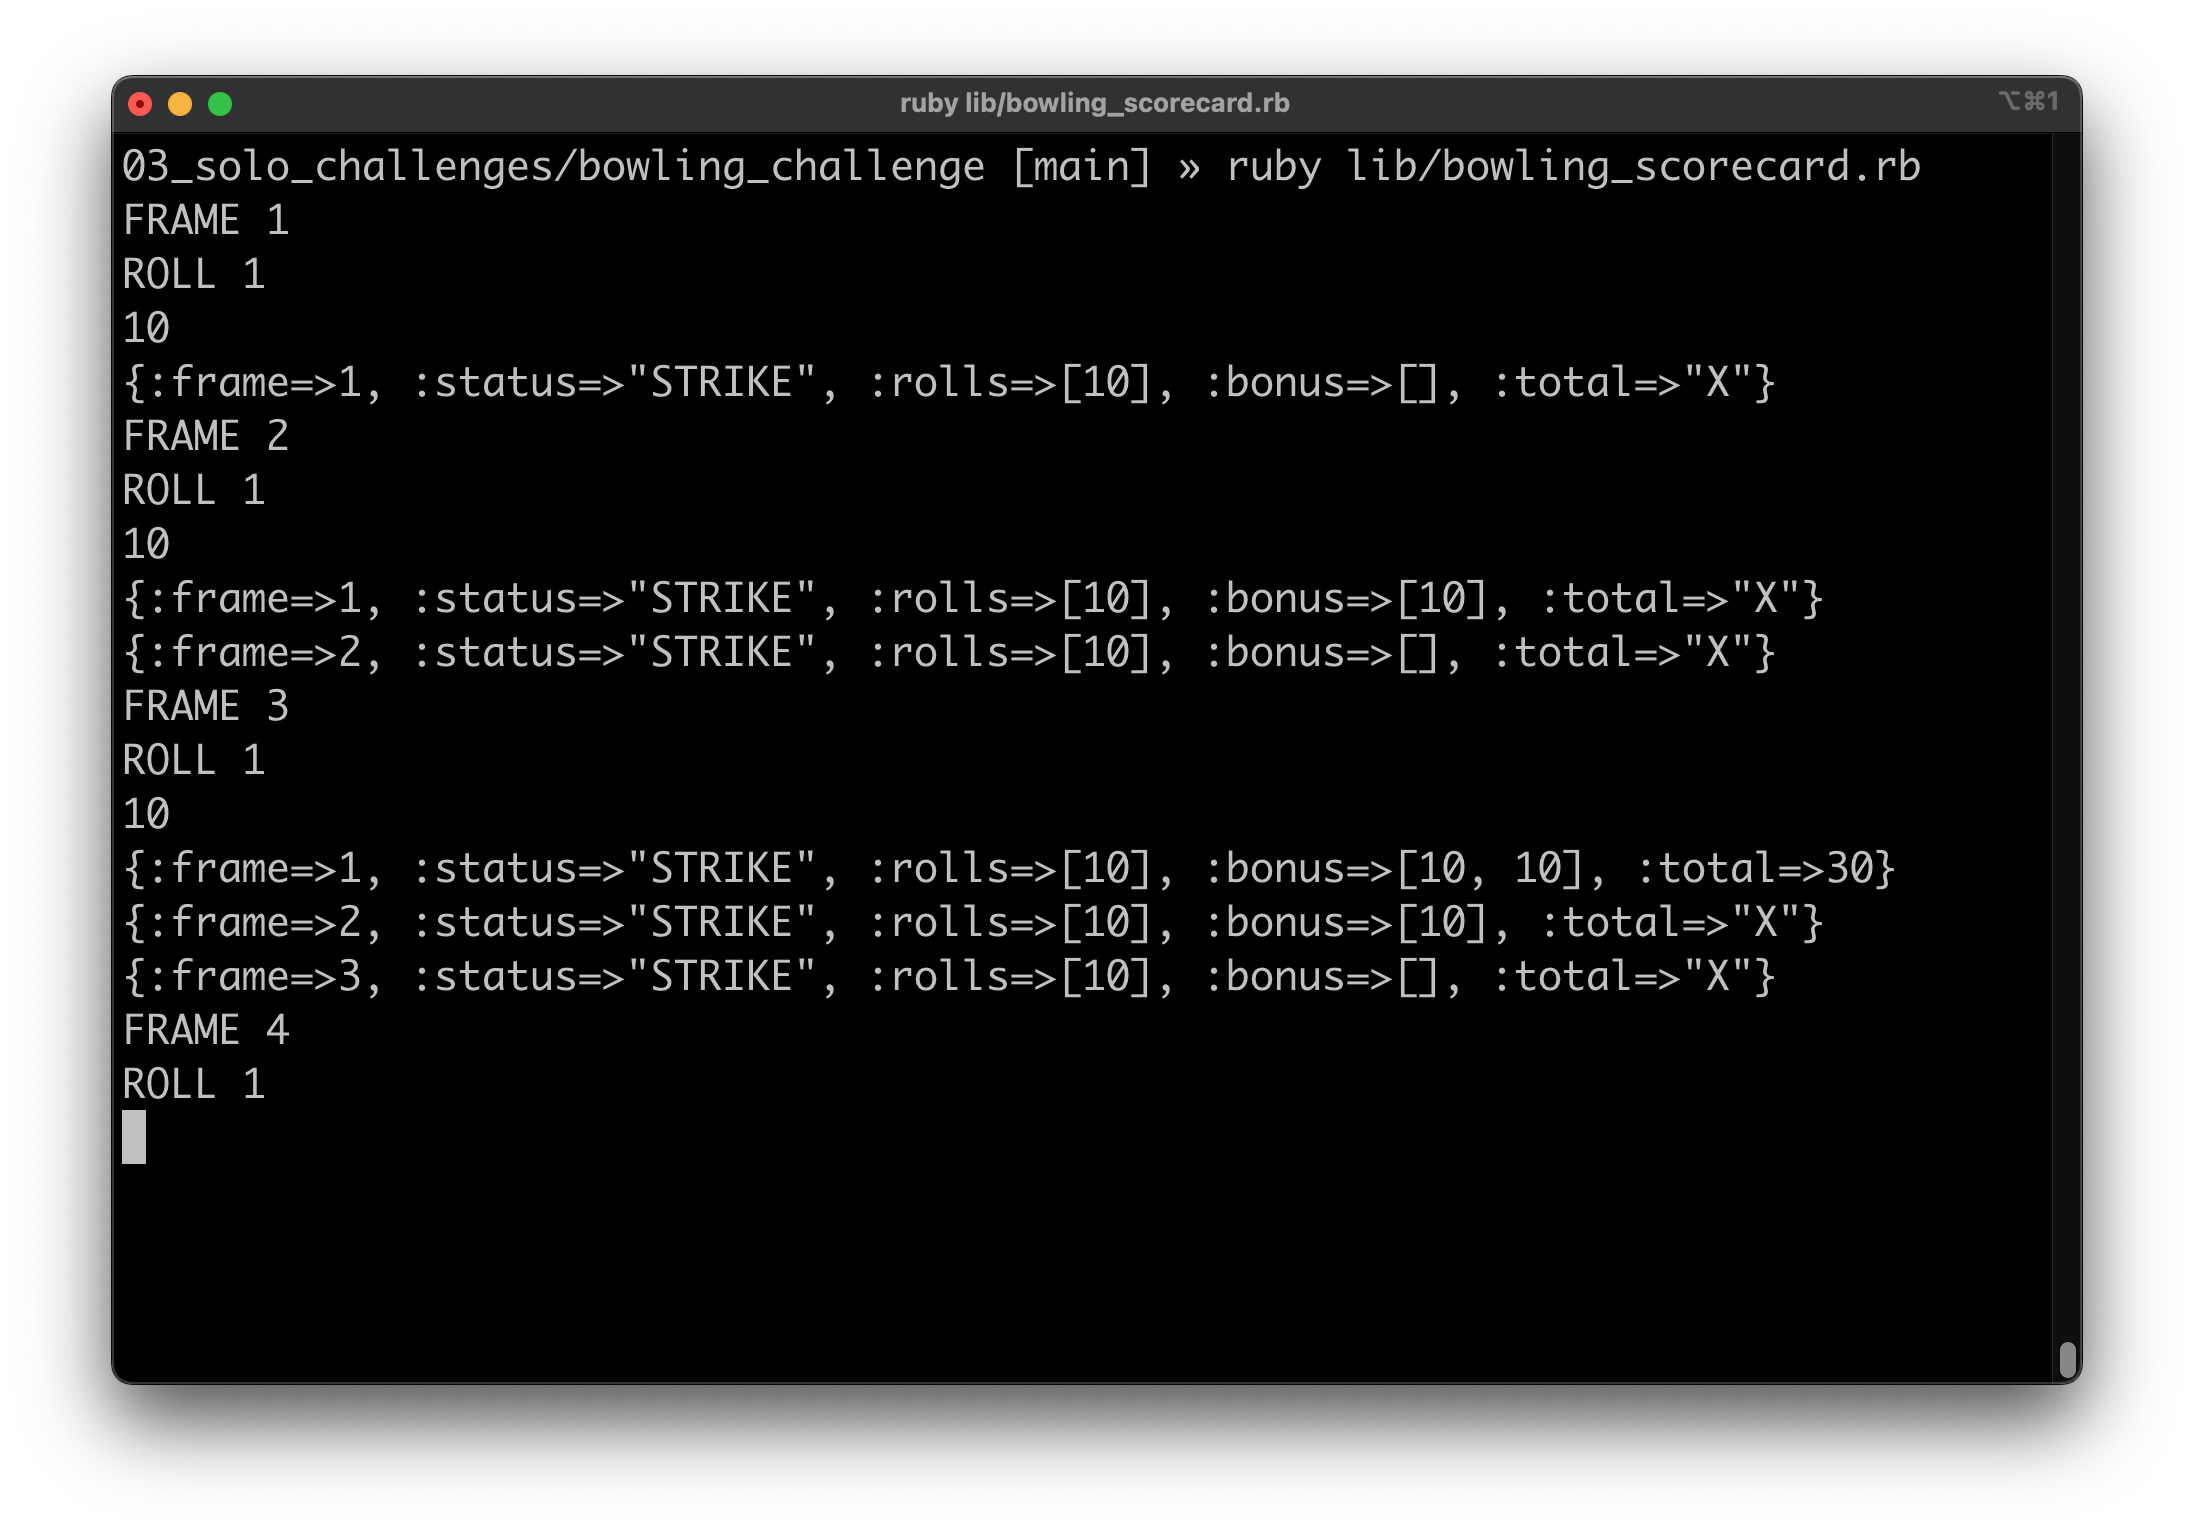 ruby lib/bowling_scorecard.rb
⌥⌘1
03_solo_challenges/bowling_challenge [main] » ruby lib/bowling_scorecard.rb
FRAME 1
ROLL 1
10
{:frame=>1, :status=>"STRIKE", :rolls=>[10], :bonus=>[], :total=>"X"}
FRAME 2
ROLL 1
10
{:frame=>1, :status=>"STRIKE", :rolls=>[10], :bonus=>[10], :total=>"X"}
{:frame=>2, :status=>"STRIKE", :rolls=>[10], :bonus=>[], :total=>"X"}
FRAME 3
ROLL 1
10
{:frame=>1, :status=>"STRIKE", :rolls=>[10], :bonus=>[10, 10], :total=>30}
{:frame=>2, :status=>"STRIKE", :rolls=>[10], :bonus=>[10], :total=>"X"}
{:frame=>3, :status=>"STRIKE", :rolls=>[10], :bonus=>[], :total=>"X"}
FRAME 4
ROLL 1